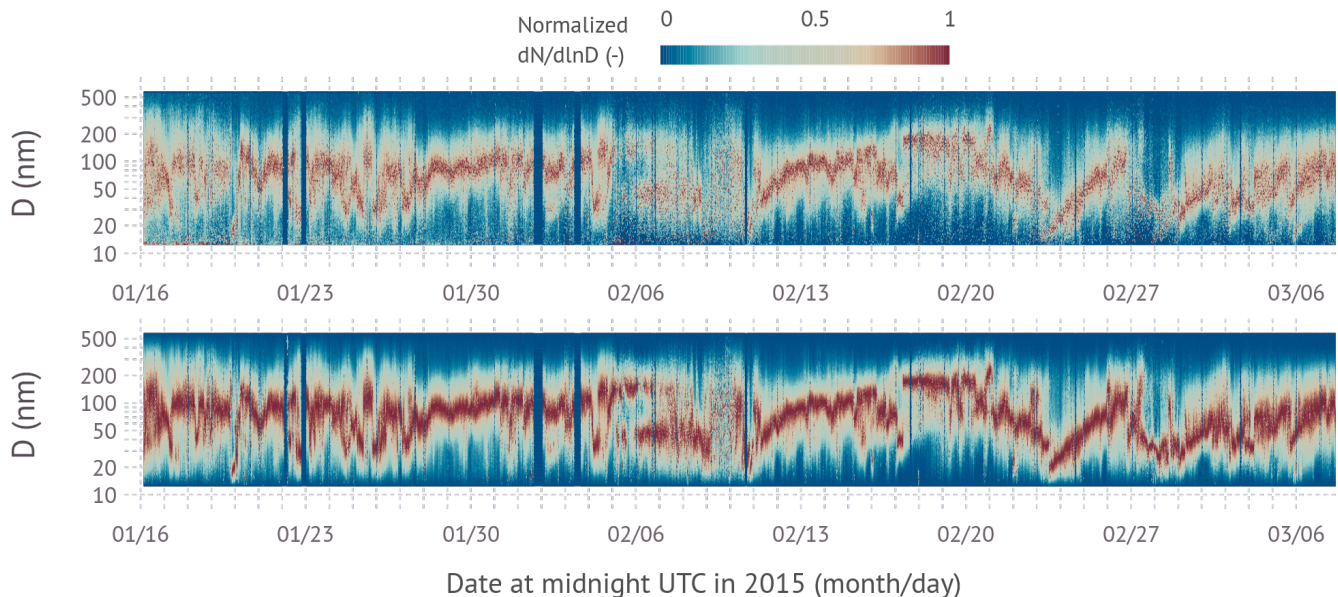 Normalized 0 0.5 1
dN/dlnD (-)
D (nm)
500
200
100
50
20
10
01/16 01/23 01/30 02/06 02/13 02/20 02/27 03/06
D (nm)
500
200
100
50
20
10
01/16 01/23 01/30 02/06 02/13 02/20 02/27 03/06
Date at midnight UTC in 2015 (month/day)